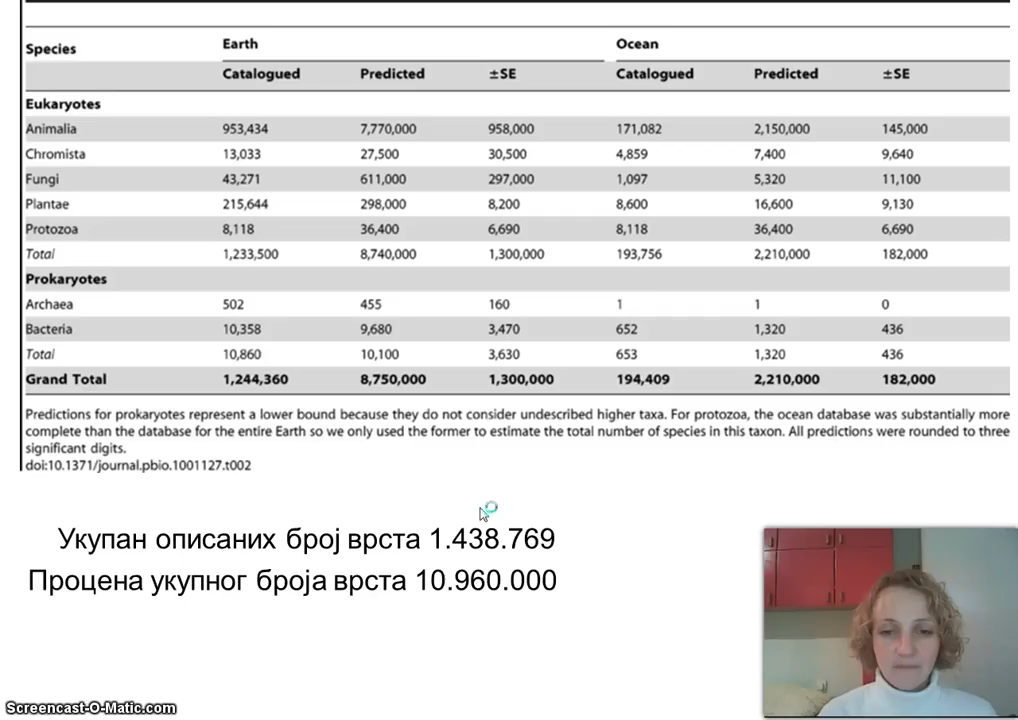 Species Earth Ocean
Catalogued Predicted ±SE Catalogued Predicted ±SE
Eukaryotes
Animalia 953,434 7,770,000 958,000 171,082 2,150,000 145,000
Chromista 13,033 27,500 30,500 4,859 7,400 9,640
Fungi 43,271 611,000 297,000 1,097 5,320 11,100
Plantae 215,644 298,000 8,200 8,600 16,600 9,130
Protozoa 8,118 36,400 6,690 8,118 36,400 6,690
Total 1,233,500 8,740,000 1,300,000 193,756 2,210,000 182,000
Prokaryotes
Archaea 502 455 160 1 1 0
Bacteria 10,358 9,680 3,470 652 1,320 436
Total 10,860 10,100 3,630 653 1,320 436
Grand Total 1,244,360 8,750,000 1,300,000 194,409 2,210,000 182,000
Predictions for prokaryotes represent a lower bound because they do not consider undescribed higher taxa. For protozoa, the ocean database was substantially more
complete than the database for the entire Earth so we only used the former to estimate the total number of species in this taxon. All predictions were rounded to three
significant digits.
doi:10.1371/journal.pbio.1001127.t002
Укупан описаних број врста 1.438.769
Процена укупног броја врста 10.960.000
Screencast-O-Matic.com